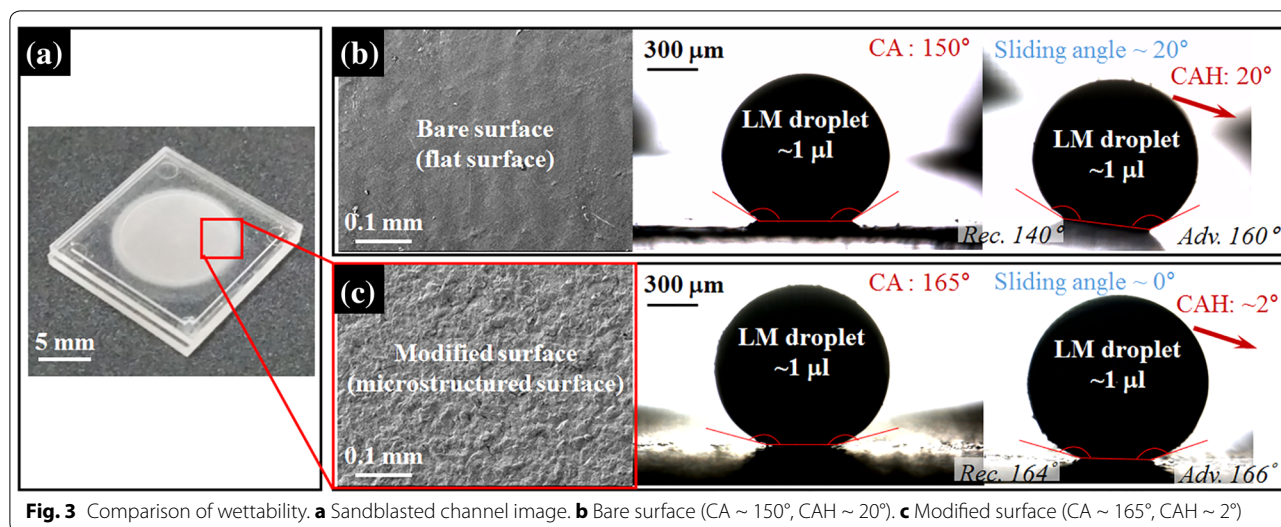 (a)
5 mm
(b)
Bare surface
(flat surface)
0.1 mm
300 μm
CA : 150°
LM droplet
~1 μl
Sliding angle ~ 20°
CAH: 20°
LM droplet
~1 μl
Rec. 140°
Adv. 160°
(c)
Modified surface
(microstructured surface)
0.1 mm
300 μm
CA : 165°
LM droplet
~1 μl
Sliding angle ~ 0°
CAH: ~2°
LM droplet
~1 μl
Rec. 164°
Adv. 166°
Fig. 3 Comparison of wettability. a Sandblasted channel image. b Bare surface (CA ~ 150°, CAH ~ 20°). c Modified surface (CA ~ 165°, CAH ~ 2°)